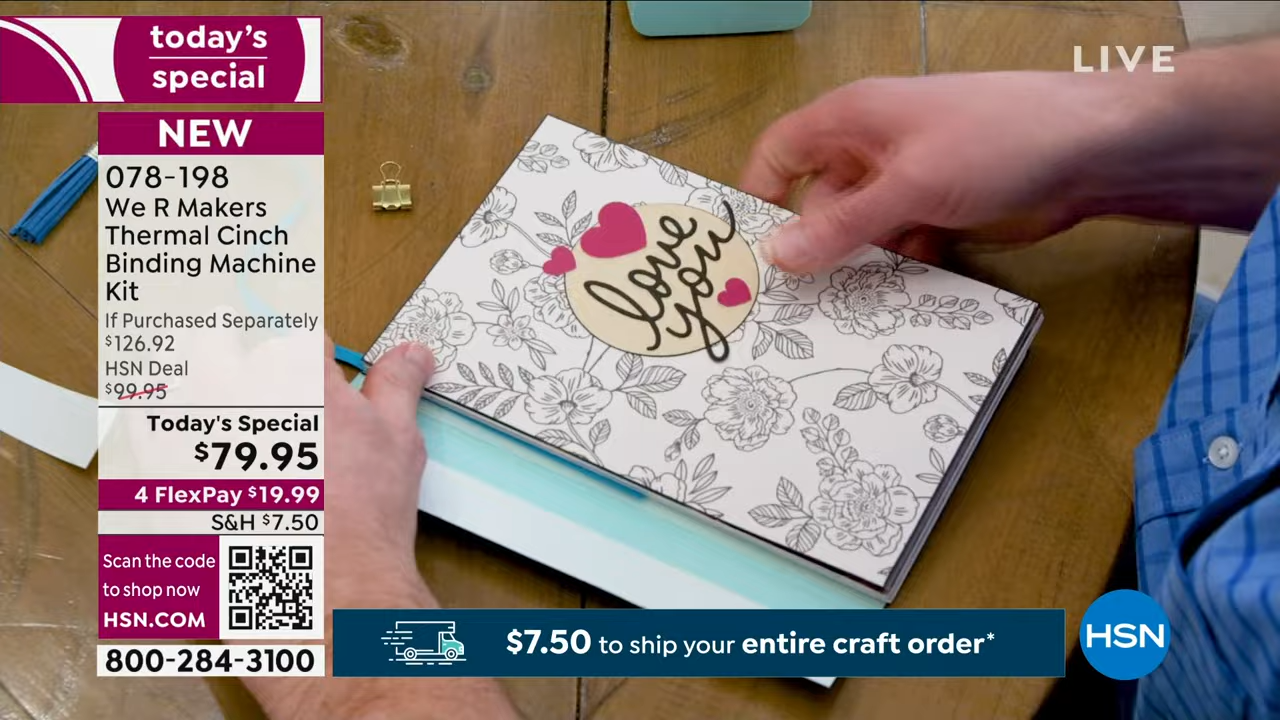 today's
special
LIVE
NEW
078-198
We R Makers
Thermal Cinch
Binding Machine
Kit
If Purchased Separately
$126.92
HSN Deal
$99.95
Today's Special
$79.95
4 FlexPay $19.99
S&H $7.50
Scan the code
to shop now
HSN.COM
800-284-3100
love
you
$7.50 to ship your entire craft order*
HSN